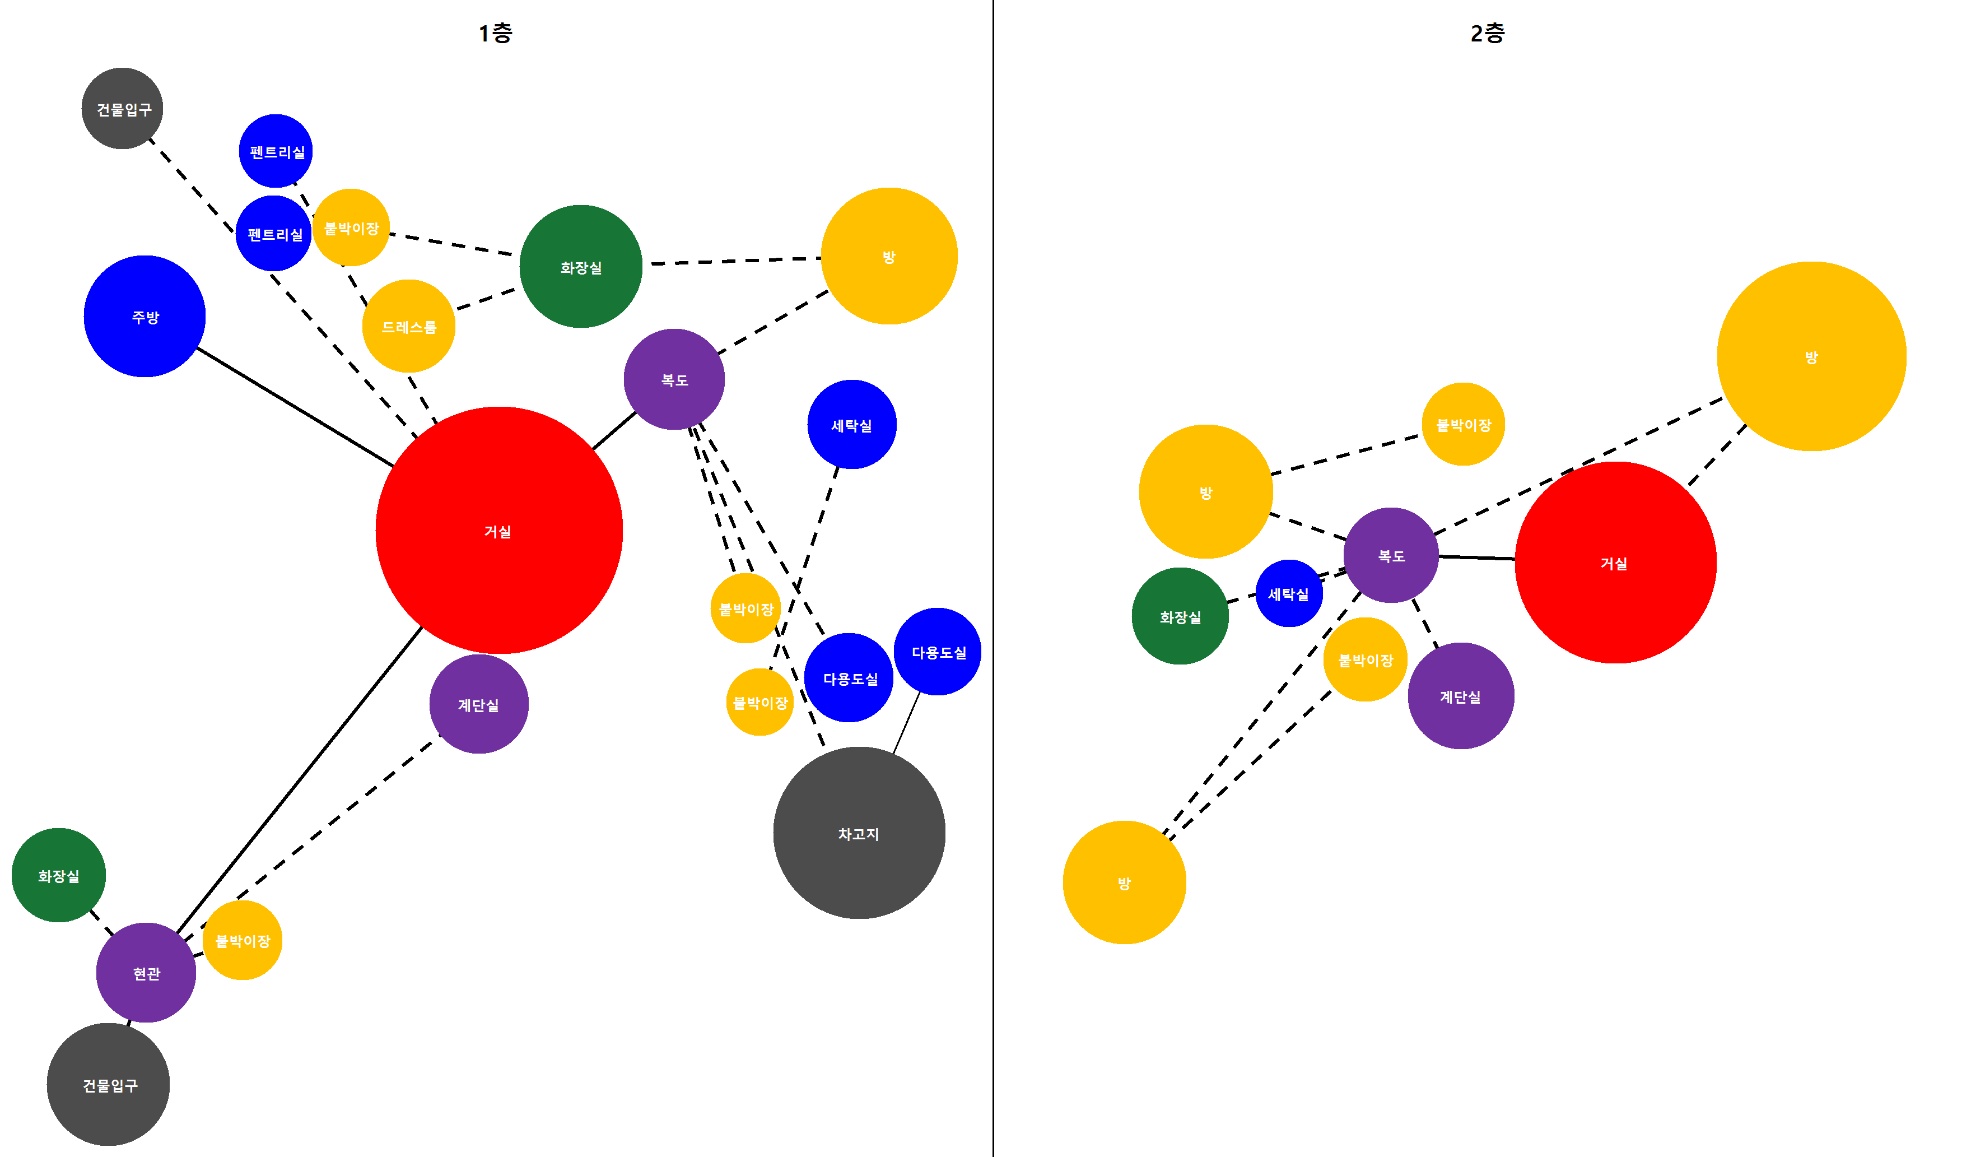 1층
건물입구
펜트리실
펜트리실
붙박이장
화장실
방
주방
드레스룸
복도
세탁실
거실
붙박이장
다용도실
다용도실
붙박이장
계단실
차고지
화장실
붙박이장
현관
건물입구
2층
방
붙박이장
방
복도
거실
세탁실
화장실
붙박이장
계단실
방